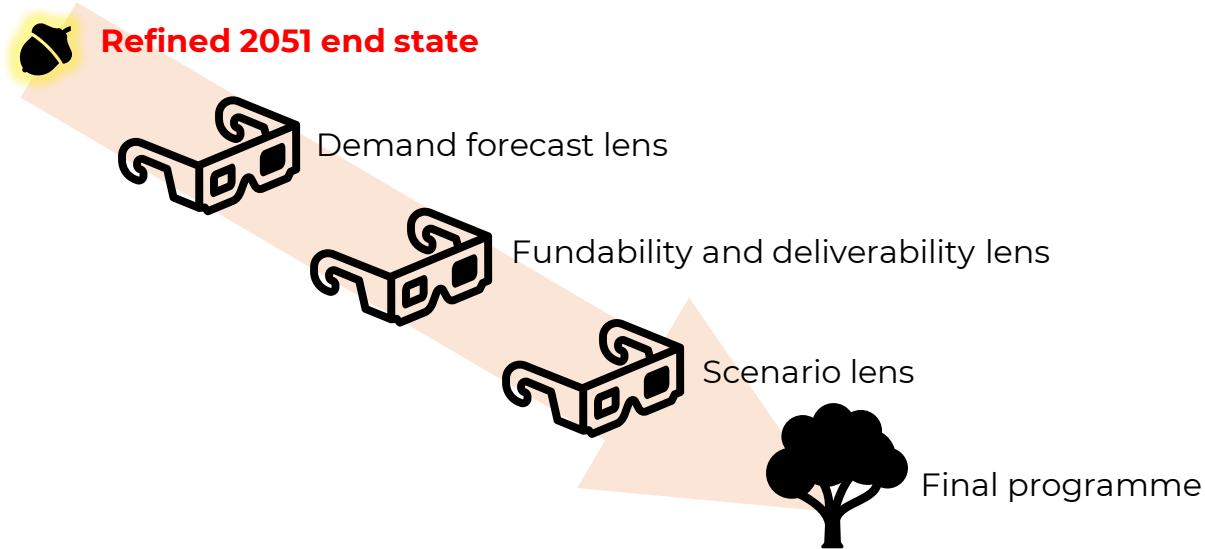 Refined 2051 end state
Demand forecast lens
Fundability and deliverability lens
Scenario lens
Final programme